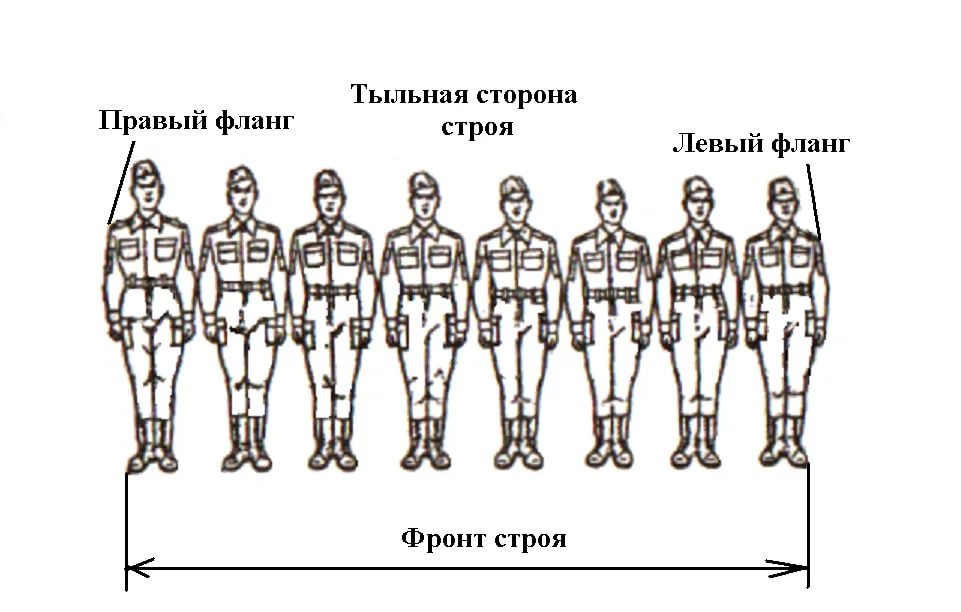 Тыльная сторона
строя
Правый фланг
Левый фланг
Фронт строя